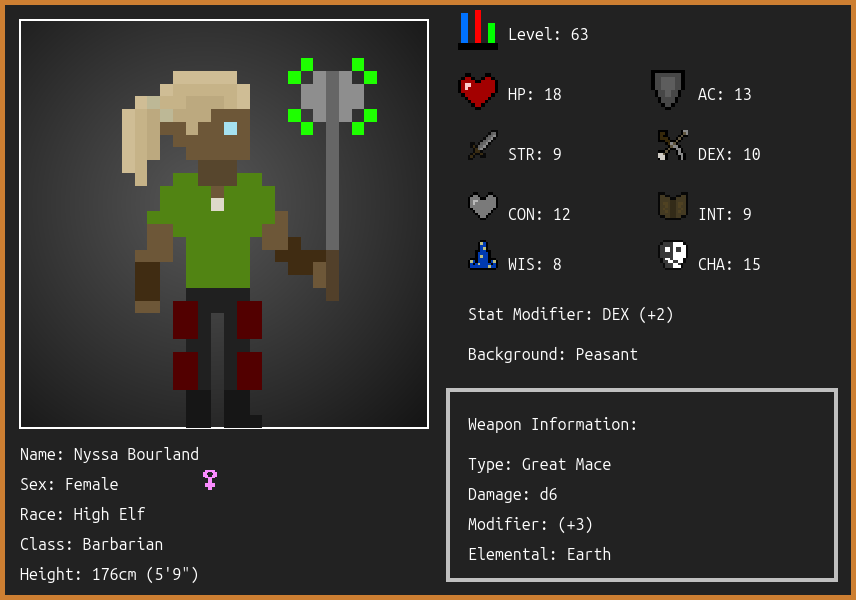 Level: 63
HP: 18
AC: 13
STR: 9
DEX: 10
CON: 12
INT: 9
WIS: 8
CHA: 15
Stat Modifier: DEX (+2)
Background: Peasant
Weapon Information:
Type: Great Mace
Damage: d6
Modifier: (+3)
Elemental: Earth
Name: Nyssa Bourland
Sex: Female
Race: High Elf
Class: Barbarian
Height: 176cm (5'9")